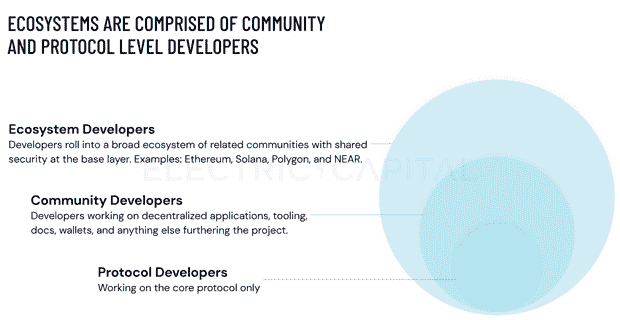 ECOSYSTEMS ARE COMPRISED OF COMMUNITY
AND PROTOCOL LEVEL DEVELOPERS
Ecosystem Developers
Developers roll into a broad ecosystem of related communities with shared
security at the base layer. Examples: Ethereum, Solana, Polygon, and NEAR.
ELECTRIC CAPITAL
Community Developers
Developers working on decentralized applications, tooling,
docs, wallets, and anything else furthering the project.
Protocol Developers
Working on the core protocol only